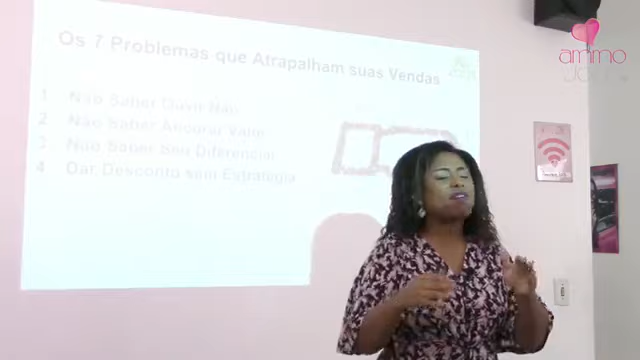 Os 7 Problemas que Atrapalham suas Vendas
1 Não Saber Ouvir Não
2 Não Saber Ancorar Valor
3 Não Saber Seu Diferencial
4 Dar Desconto sem Estratégia
ammo